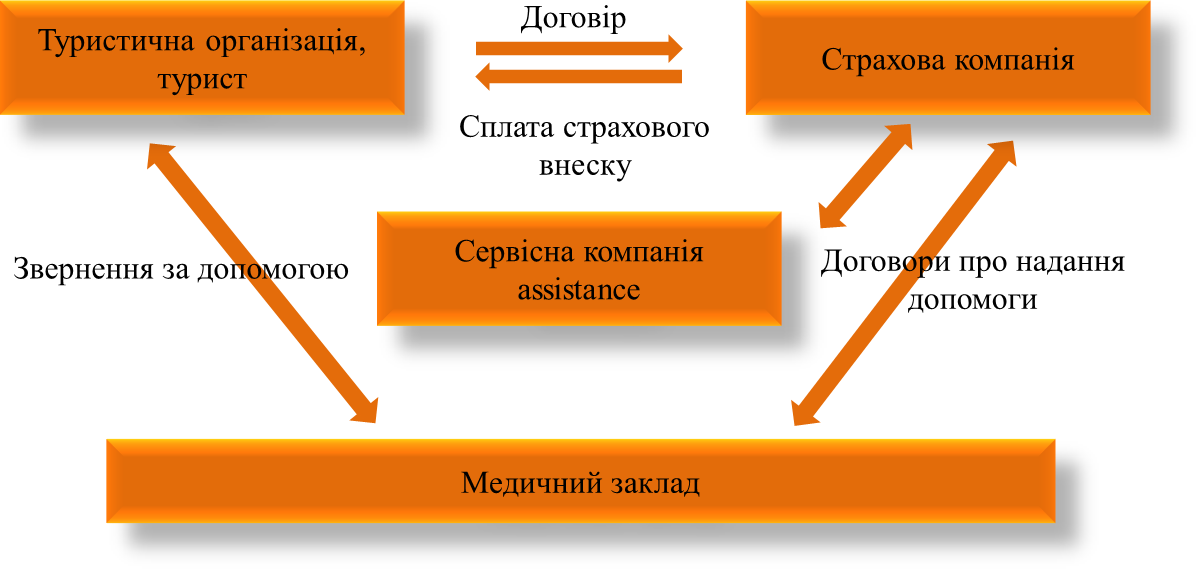 Договір
Туристична організація,
турист
Страхова компанія
Сплата страхового
внеску
Сервісна компанія
assistance
Звернення за допомогою
Договори про надання
допомоги
Медичний заклад